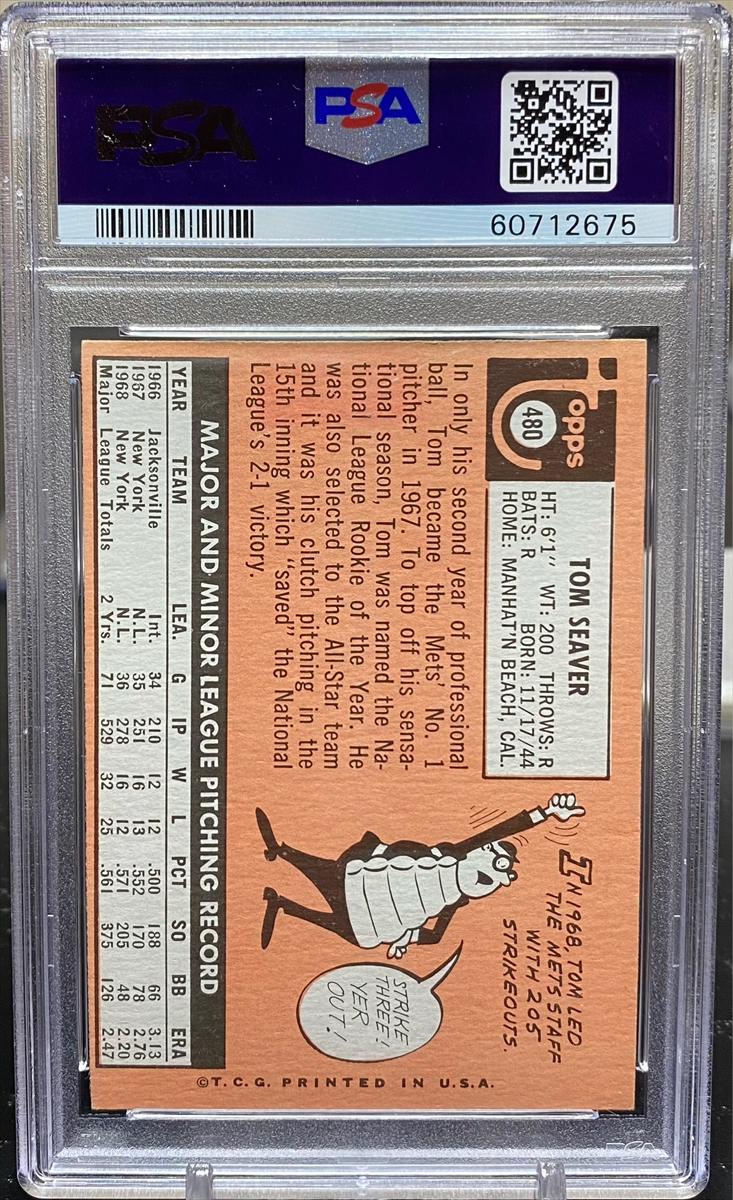 PSA
PSA
60712675
Topps
480
TOM SEAVER
HT: 6'1" WT: 200 THROWS: R
BATS: R BORN: 11/17/44
HOME: MANHAT'N BEACH, CAL.
In only his second year of professional
ball, Tom became the Mets' No. 1
pitcher in 1967. To top off his sensa-
tional season, Tom was named the Na-
tional League Rookie of the Year. He
was also selected to the All-Star team
and it was his clutch pitching in the
15th inning which "saved" the National
League's 2-1 victory.
IN 1968, TOM LED
THE METS STAFF
WITH 205
STRIKEOUTS.
STRIKE
THREE!
YER
OUT!
MAJOR AND MINOR LEAGUE PITCHING RECORD
YEAR TEAM LEA. G IP W L PCT SO BB ERA
1966 Jacksonville Int. 34 210 12 12 .500 188 66 3.13
1967 New York N.L. 35 251 16 13 .552 170 78 2.76
1968 New York N.L. 36 278 16 12 .571 205 48 2.20
Major League Totals 2 Yrs. 71 529 32 25 .561 375 126 2.47
©T.C.G. PRINTED IN U.S.A.
PSA